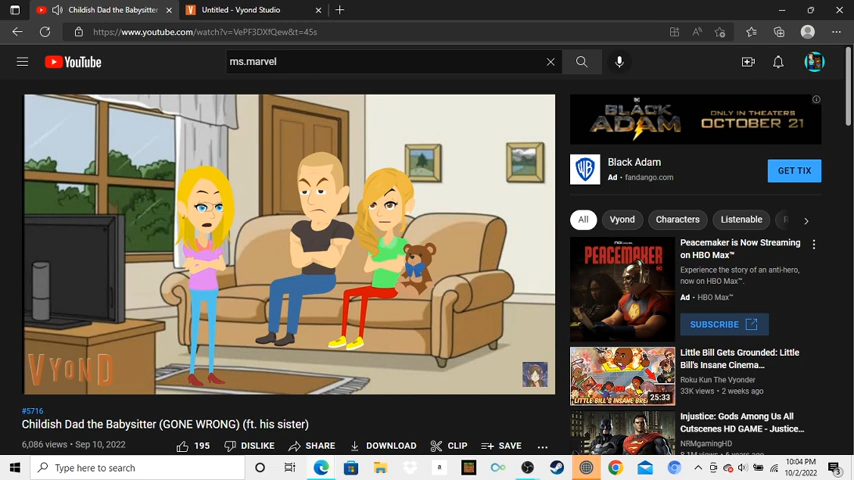 Childish Dad the Babysitter
Untitled - Vyond Studio
https://www.youtube.com/watch?v=VePF3DXfQew&t=45s
YouTube
ms.marvel
BLACK ADAM
ONLY IN THEATERS
OCTOBER 21
Black Adam
Ad · fandango.com
GET TIX
All
Vyond
Characters
Listenable
PEACEMAKER
Peacemaker is Now Streaming
on HBO Max™
Experience the story of an anti-hero,
now on HBO Max™.
Ad · HBO Max™
SUBSCRIBE
VYOND
Little Bill Gets Grounded: Little
Bill's Insane Cinema...
Roku Kun The Vyonder
33K views · 2 weeks ago
25:33
Injustice: Gods Among Us All
Cutscenes HD GAME - Justice...
NRMgamingHD
#5716
Childish Dad the Babysitter (GONE WRONG) (ft. his sister)
6,086 views · Sep 10, 2022
195
DISLIKE
SHARE
DOWNLOAD
CLIP
SAVE
Type here to search
10:04 PM
10/2/2022